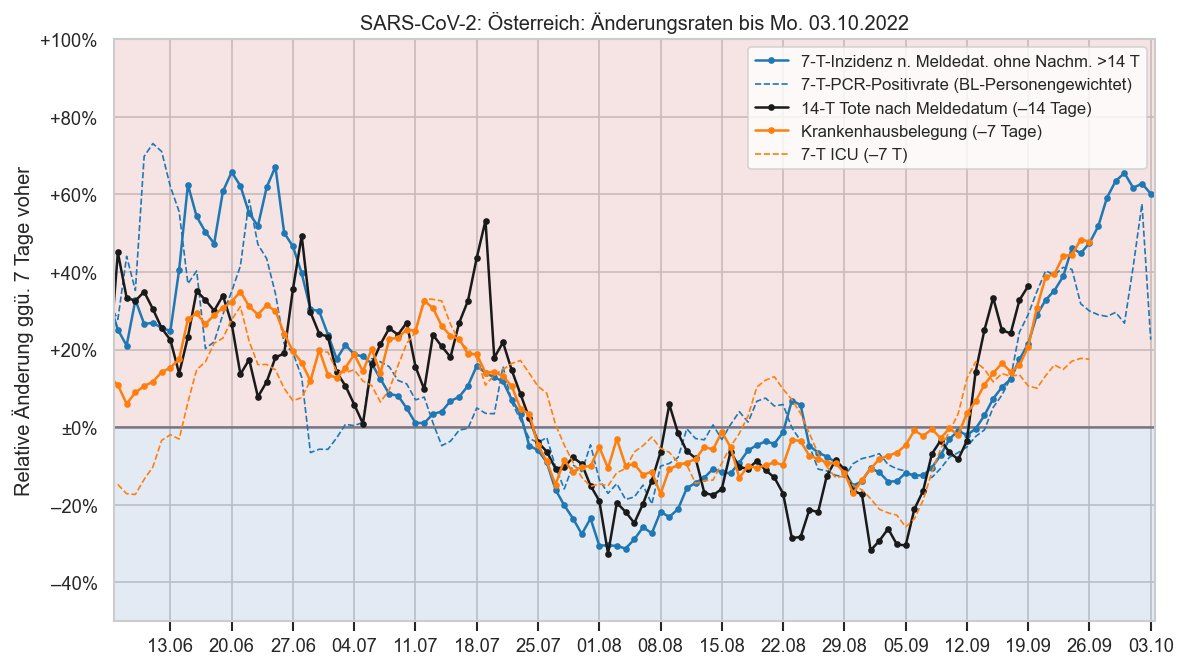 SARS-CoV-2: Österreich: Änderungsraten bis Mo. 03.10.2022
+100%
+80%
+60%
+40%
+20%
±0%
−20%
−40%
Relative Änderung ggü. 7 Tage voher
7-T-Inzidenz n. Meldedat. ohne Nachm. >14 T
7-T-PCR-Positivrate (BL-Personengewichtet)
14-T Tote nach Meldedatum (–14 Tage)
Krankenhausbelegung (–7 Tage)
7-T ICU (–7 T)
13.06 20.06 27.06 04.07 11.07 18.07 25.07 01.08 08.08 15.08 22.08 29.08 05.09 12.09 19.09 26.09 03.10